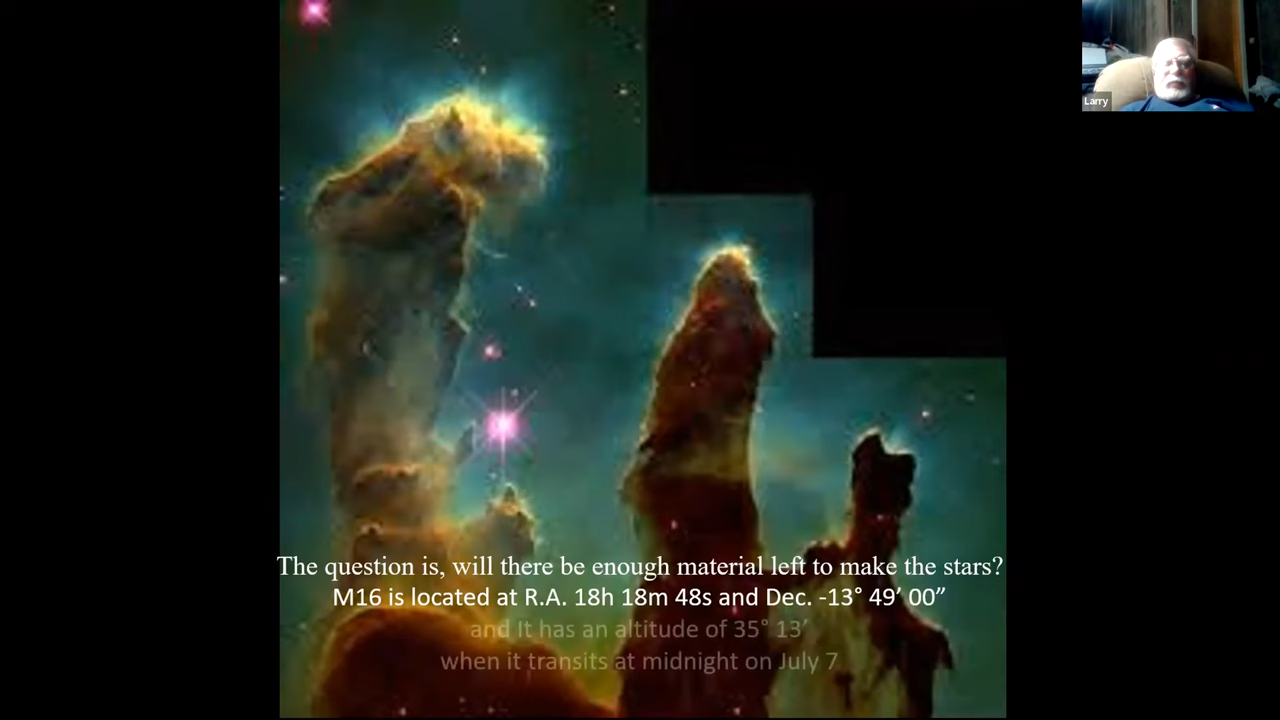 Larry
The question is, will there be enough material left to make the stars?
M16 is located at R.A. 18h 18m 48s and Dec. -13° 49’ 00”
and It has an altitude of 35° 13’
when it transits at midnight on July 7